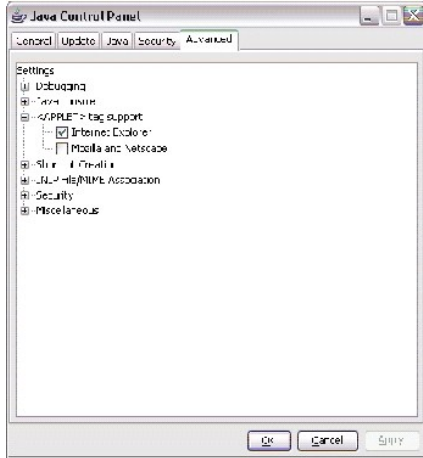 Java Control Panel
General Update Java Security Advanced
Settings
Debugging
Java console
<APPLET> tag support
Internet Explorer
Mozilla and Netscape
Shortcut Creation
JNLP File/MIME Association
Security
Miscellaneous
OK Cancel Apply